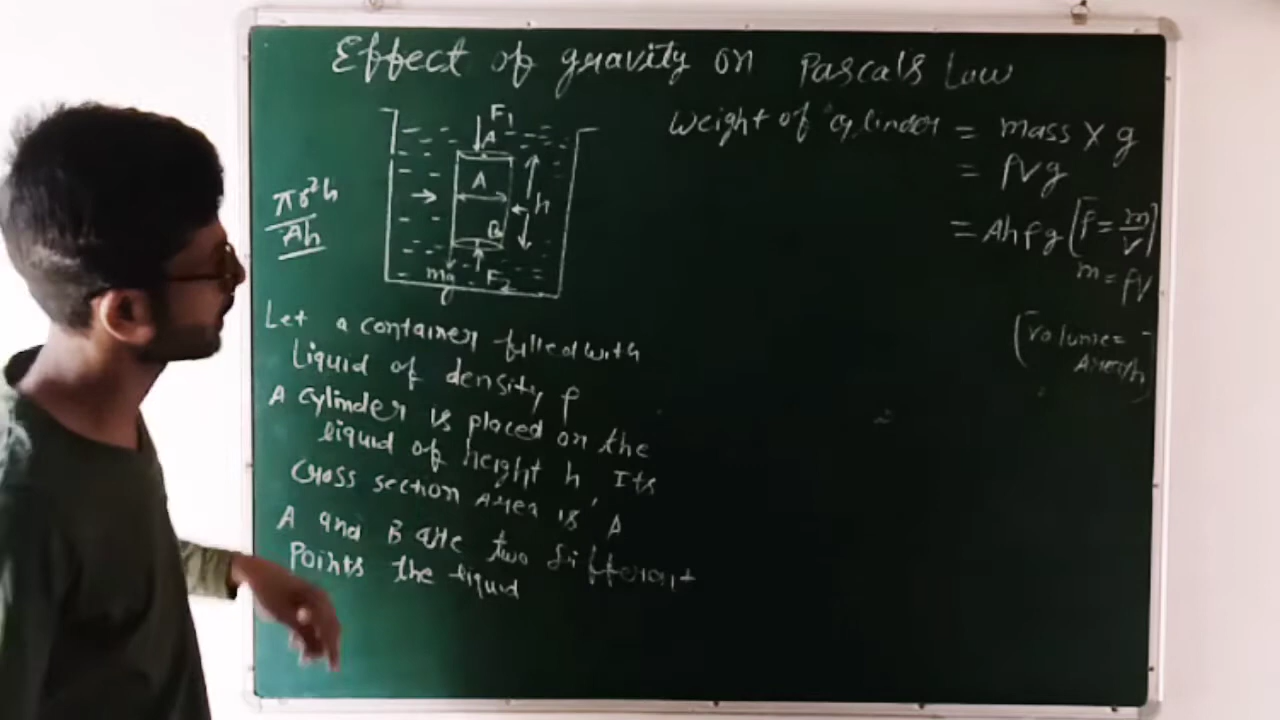 Effect of gravity on Pascal's Law
F1
A
A
h
B
mg
F2
πr²h
Ah
Let a container filled with
Liquid of density ρ
A cylinder is placed on the
liquid of height h Its
Cross section Area is' A
A and B are two different
Points the liquid
Weight of cylinder = mass × g
= ρVg
= Ahρg [ρ = m/V]
m = ρV
[Volume =
Area×h]